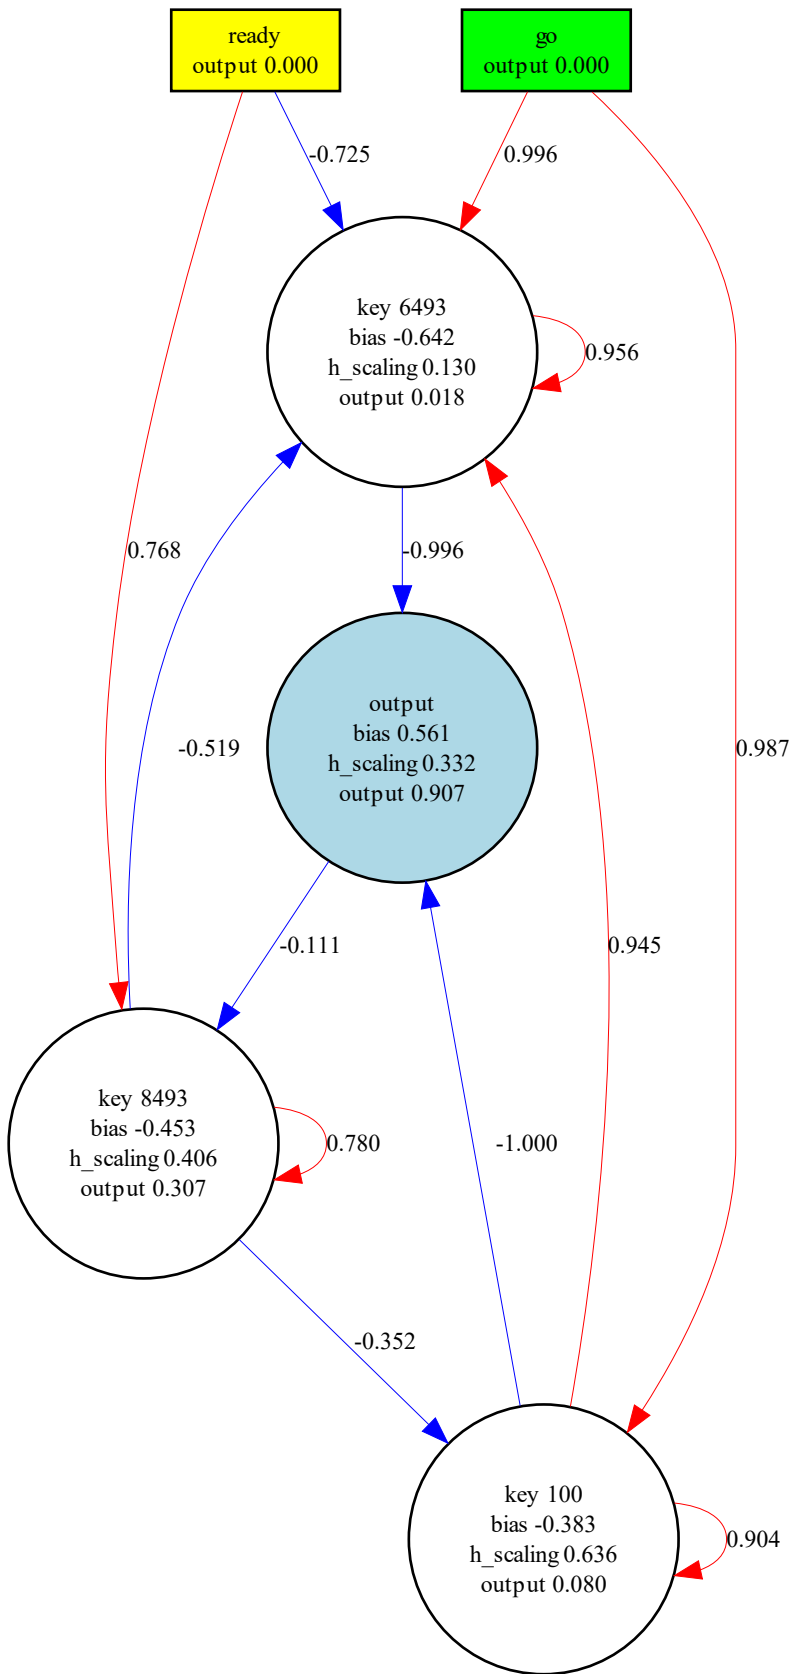 ready
output 0.000
go
output 0.000
-0.725
0.996
key 6493
bias -0.642
h_scaling 0.130
output 0.018
0.956
0.768
-0.996
output
bias 0.561
h_scaling 0.332
output 0.907
-0.519
0.987
-0.111
0.945
key 8493
bias -0.453
h_scaling 0.406
output 0.307
0.780
-1.000
-0.352
key 100
bias -0.383
h_scaling 0.636
output 0.080
0.904